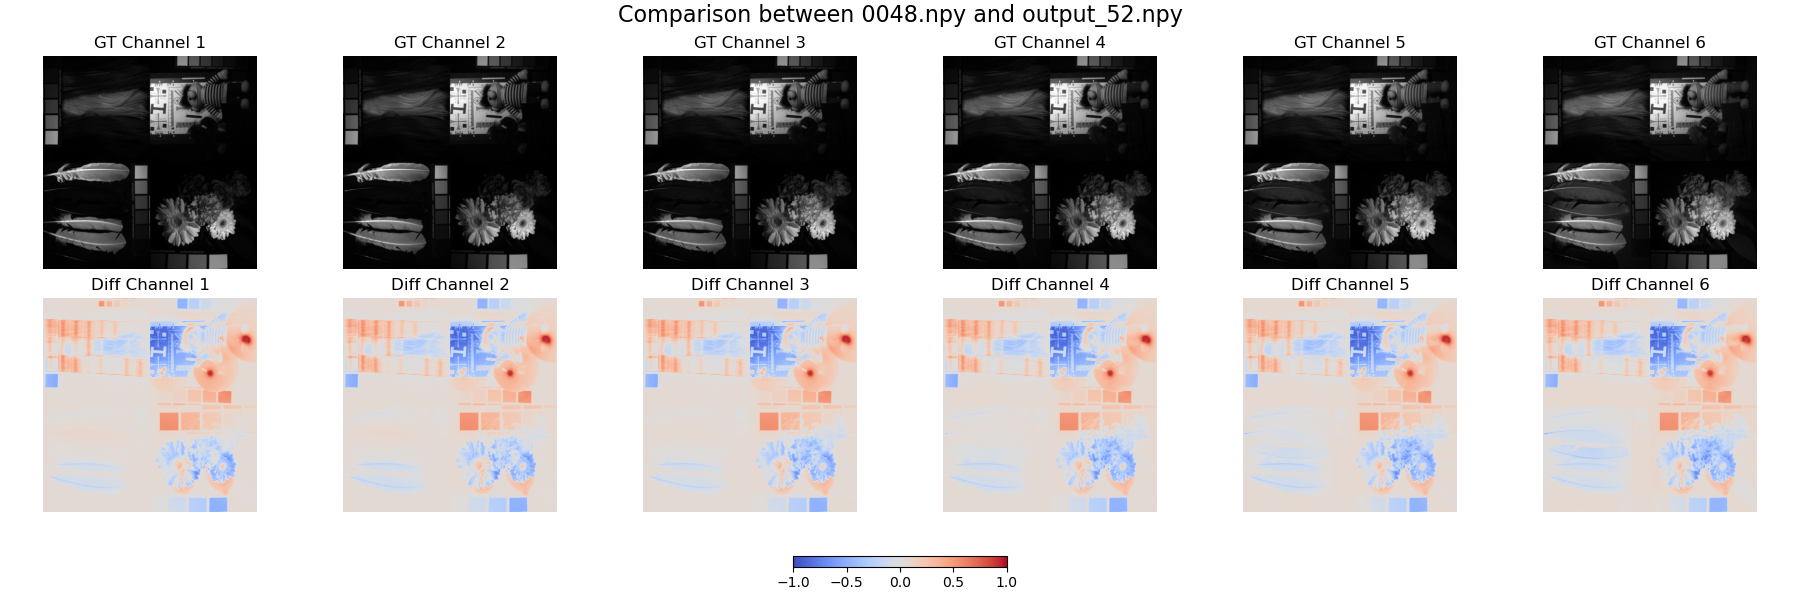 Comparison between 0048.npy and output_52.npy
GT Channel 1
GT Channel 2
GT Channel 3
GT Channel 4
GT Channel 5
GT Channel 6
Diff Channel 1
Diff Channel 2
Diff Channel 3
Diff Channel 4
Diff Channel 5
Diff Channel 6
−1.0 −0.5 0.0 0.5 1.0